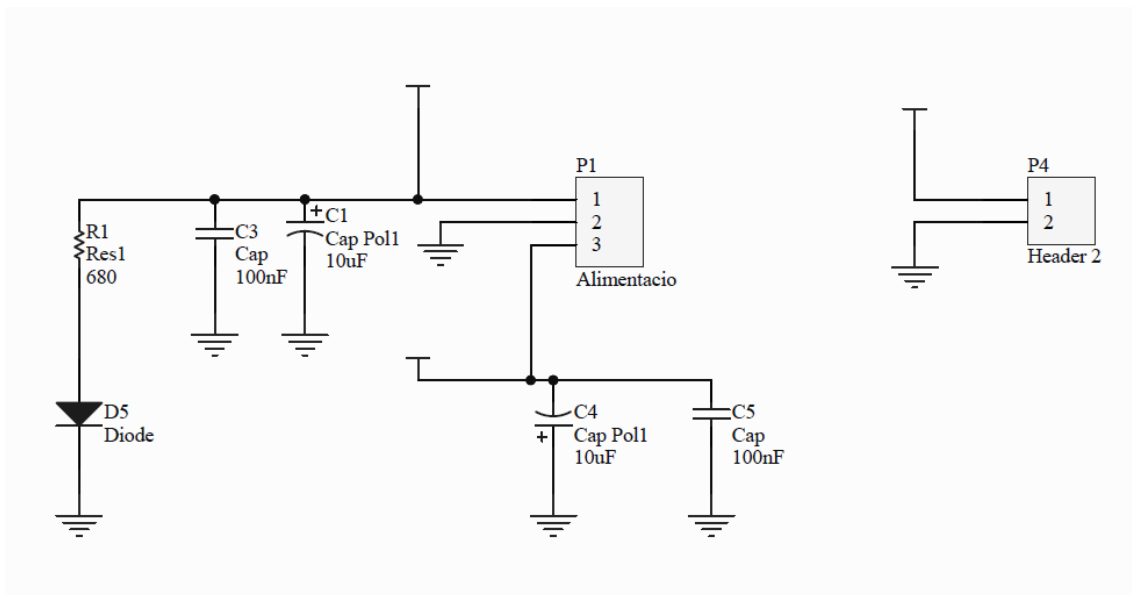 P1
1
2
3
Alimentacio
P4
1
2
Header 2
R1
Res1
680
C3
Cap
100nF
+
C1
Cap Pol1
10uF
D5
Diode
C4
+
Cap Pol1
10uF
C5
Cap
100nF